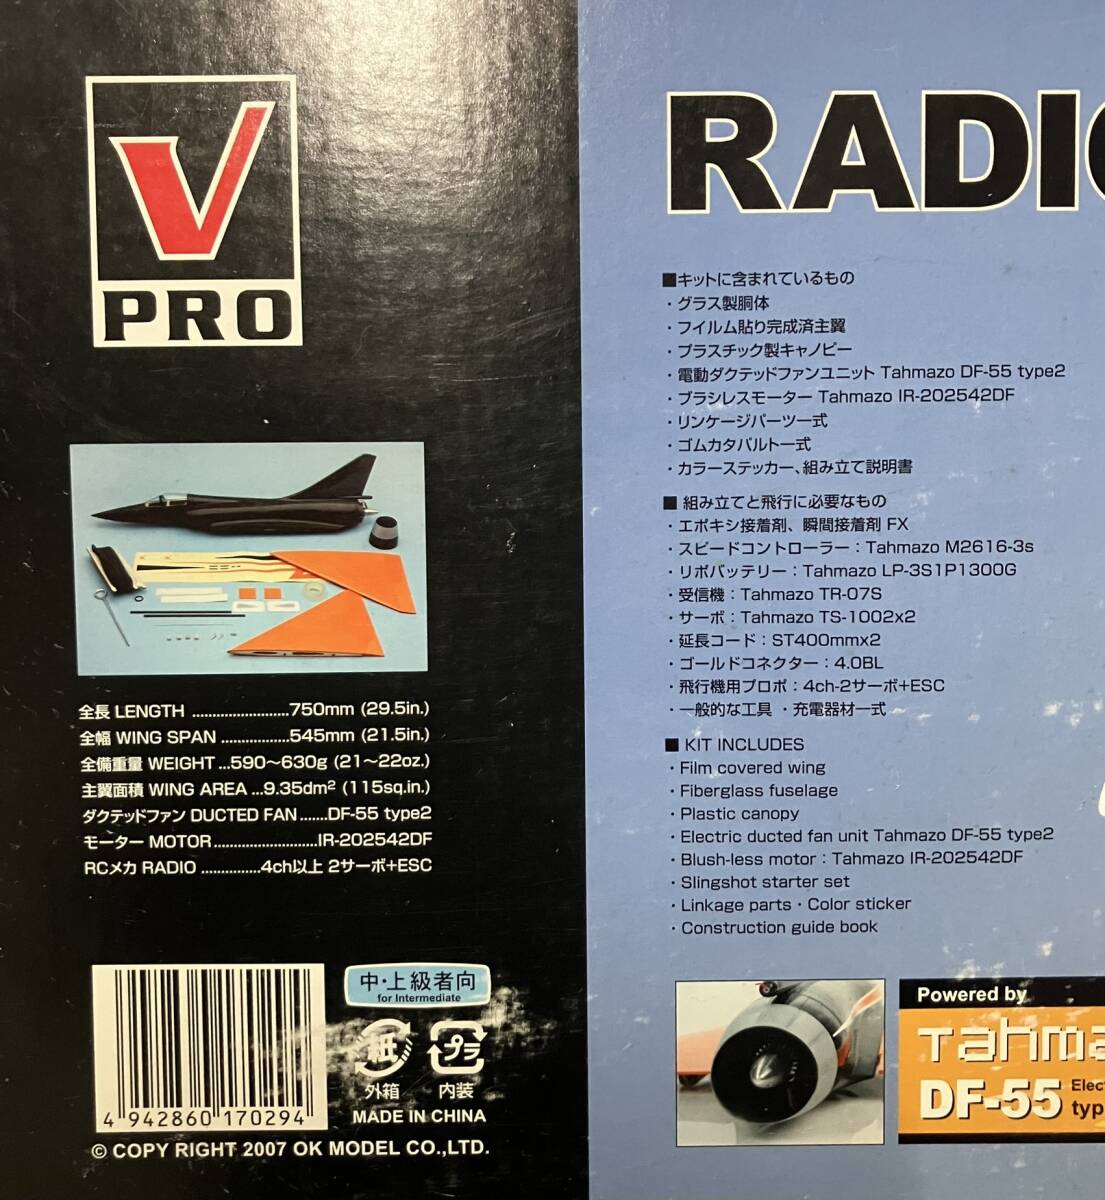 V
PRO
全長 LENGTH ........................750mm (29.5in.)
全幅 WING SPAN .................545mm (21.5in.)
全備重量 WEIGHT ...590〜630g (21〜22oz.)
主翼面積 WING AREA ...9.35dm² (115sq.in.)
ダクテッドファン DUCTED FAN.......DF-55 type2
モーター MOTOR..........................IR-202542DF
RCメカ RADIO ...............4ch以上 2サーボ+ESC
4 942860 170294
中・上級者向
for Intermediate
紙
プラ
外箱
内装
MADE IN CHINA
© COPY RIGHT 2007 OK MODEL CO.,LTD.
RADIO
■キットに含まれているもの
・グラス製胴体
・フィルム貼り完成済主翼
・プラスチック製キャノピー
・電動ダクテッドファンユニット Tahmazo DF-55 type2
・ブラシレスモーター Tahmazo IR-202542DF
・リンケージパーツ一式
・ゴムカタパルト一式
・カラーステッカー、組み立て説明書
■ 組み立てと飛行に必要なもの
・エポキシ接着剤、瞬間接着剤 FX
・スピードコントローラー：Tahmazo M2616-3s
・リポバッテリー：Tahmazo LP-3S1P1300G
・受信機：Tahmazo TR-07S
・サーボ：Tahmazo TS-1002x2
・延長コード：ST400mmx2
・ゴールドコネクター：4.0BL
・飛行機用プロポ：4ch-2サーボ+ESC
・一般的な工具 ・充電器材一式
■ KIT INCLUDES
・Film covered wing
・Fiberglass fuselage
・Plastic canopy
・Electric ducted fan unit Tahmazo DF-55 type2
・Blush-less motor : Tahmazo IR-202542DF
・Slingshot starter set
・Linkage parts・Color sticker
・Construction guide book
Powered by
Tahma
DF-55
Elec
typ